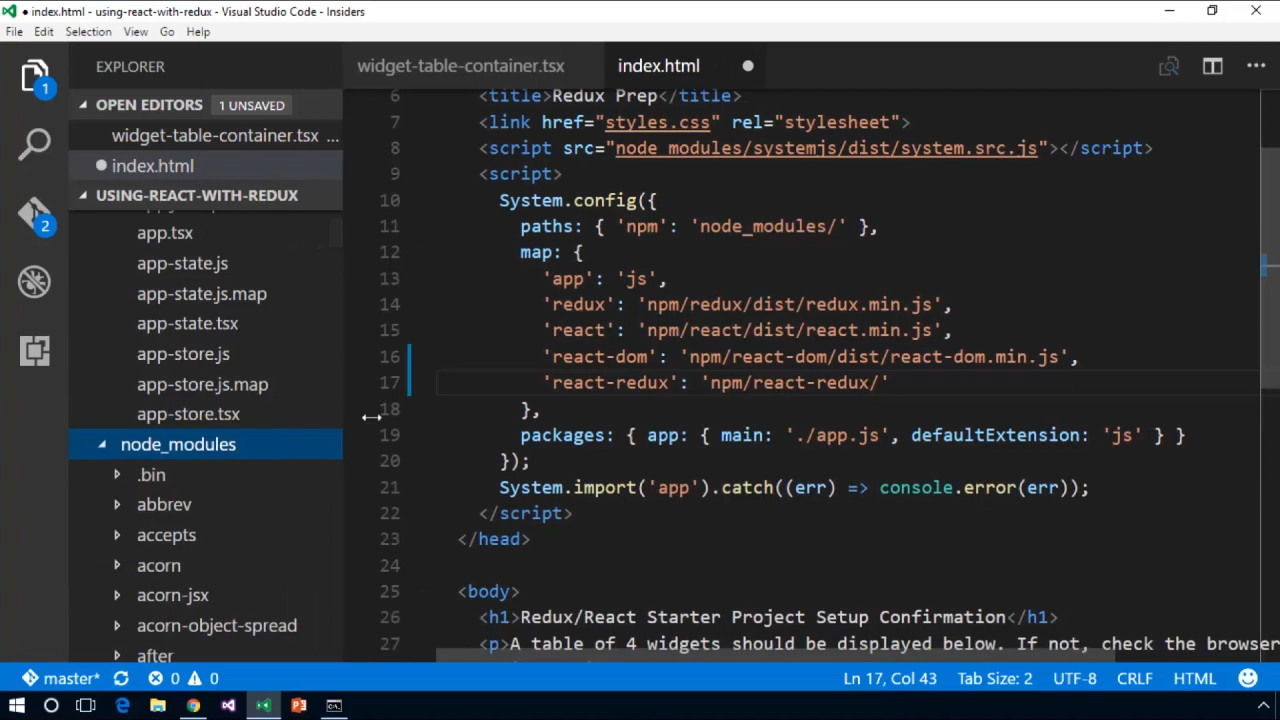 ● index.html - using-react-with-redux - Visual Studio Code - Insiders
File Edit Selection View Go Help
EXPLORER
widget-table-container.tsx index.html ●
OPEN EDITORS 1 UNSAVED
widget-table-container.tsx ...
● index.html
USING-REACT-WITH-REDUX
app.tsx
app-state.js
app-state.js.map
app-state.tsx
app-store.js
app-store.js.map
app-store.tsx
node_modules
.bin
abbrev
accepts
acorn
acorn-jsx
acorn-object-spread
after
1
2
6 <title>Redux Prep</title>
7 <link href="styles.css" rel="stylesheet">
8 <script src="node_modules/systemjs/dist/system.src.js"></script>
9 <script>
10 System.config({
11 paths: { 'npm': 'node_modules/' },
12 map: {
13 'app': 'js',
14 'redux': 'npm/redux/dist/redux.min.js',
15 'react': 'npm/react/dist/react.min.js',
16 'react-dom': 'npm/react-dom/dist/react-dom.min.js',
17 'react-redux': 'npm/react-redux/'
18 },
19 packages: { app: { main: './app.js', defaultExtension: 'js' } }
20 });
21 System.import('app').catch((err) => console.error(err));
22 </script>
23 </head>
24
25 <body>
26 <h1>Redux/React Starter Project Setup Confirmation</h1>
27 <p>A table of 4 widgets should be displayed below. If not, check the browser
master* 0 0 Ln 17, Col 43 Tab Size: 2 UTF-8 CRLF HTML